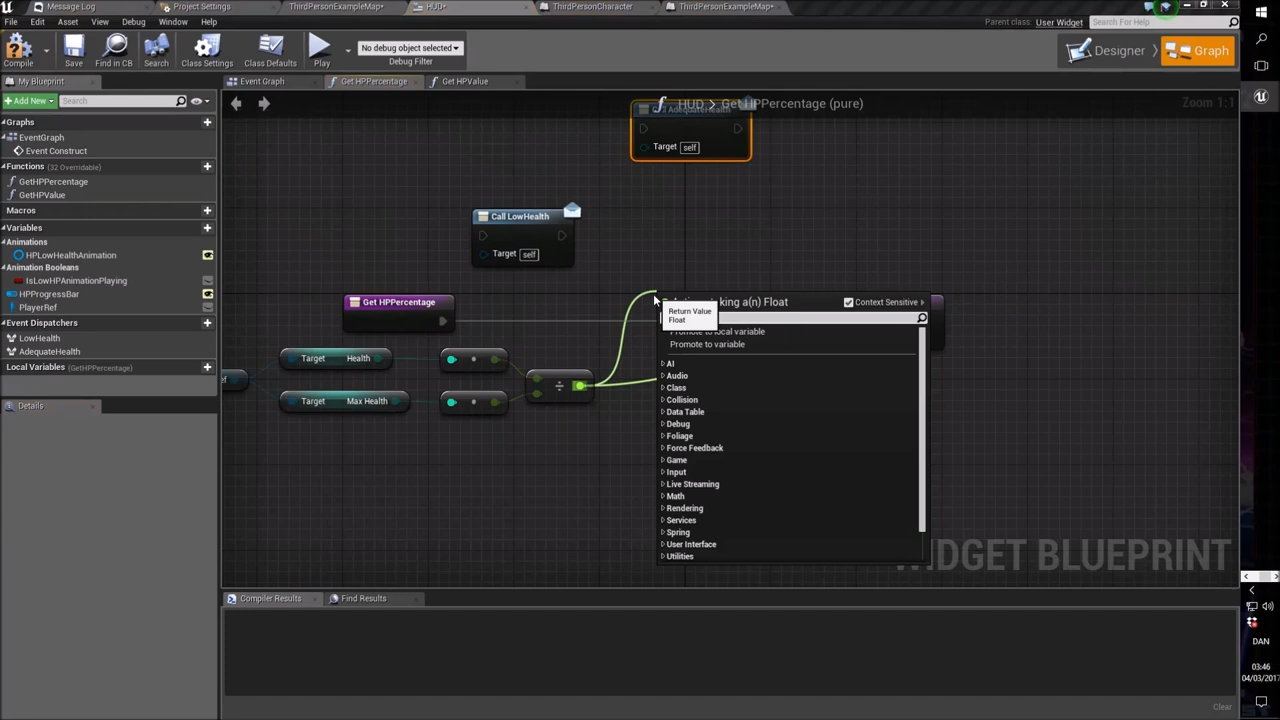 Message Log
Project Settings
ThirdPersonExampleMap*
HUD*
ThirdPersonCharacter
ThirdPersonExampleMap*
File Edit Asset View Debug Window Help
Parent class: User Widget
Search For Help
Compile
Save
Find in CB
Search
Class Settings
Class Defaults
Play
No debug object selected
Debug Filter
Designer
Graph
My Blueprint
Event Graph
Get HPPercentage
Get HPValue
Add New
Search
HUD > Get HPPercentage (pure)
Zoom 1:1
Graphs
EventGraph
Event Construct
Functions (32 Overridable)
GetHPPercentage
GetHPValue
Macros
Variables
Animations
HPLowHealthAnimation
Animation Booleans
IsLowHPAnimationPlaying
HPProgressBar
PlayerRef
Event Dispatchers
LowHealth
AdequateHealth
Local Variables (GetHPPercentage)
Details
AdequateHealth
Target self
Call LowHealth
Target self
Get HPPercentage
Target Health
Target Max Health
÷
Return Value
Float
king a(n) Float
Context Sensitive
Promote to local variable
Promote to variable
AI
Audio
Class
Collision
Data Table
Debug
Foliage
Force Feedback
Game
Input
Live Streaming
Math
Rendering
Services
Spring
User Interface
Utilities
WIDGET BLUEPRINT
Compiler Results
Find Results
Clear
DAN
03:46
04/03/2017